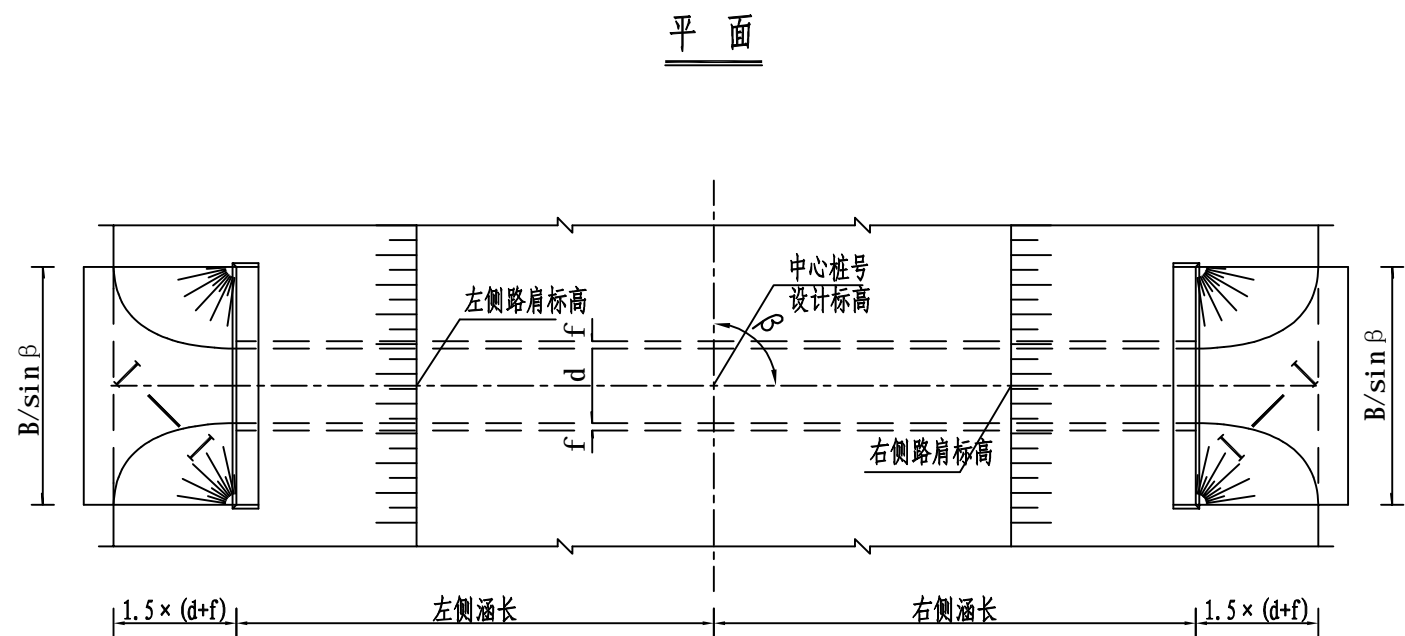 平 面
中心桩号
设计标高
左侧路肩标高
β
f
d
f
B/sinβ
B/sinβ
右侧路肩标高
1.5×(d+f)
左侧涵长
右侧涵长
1.5×(d+f)